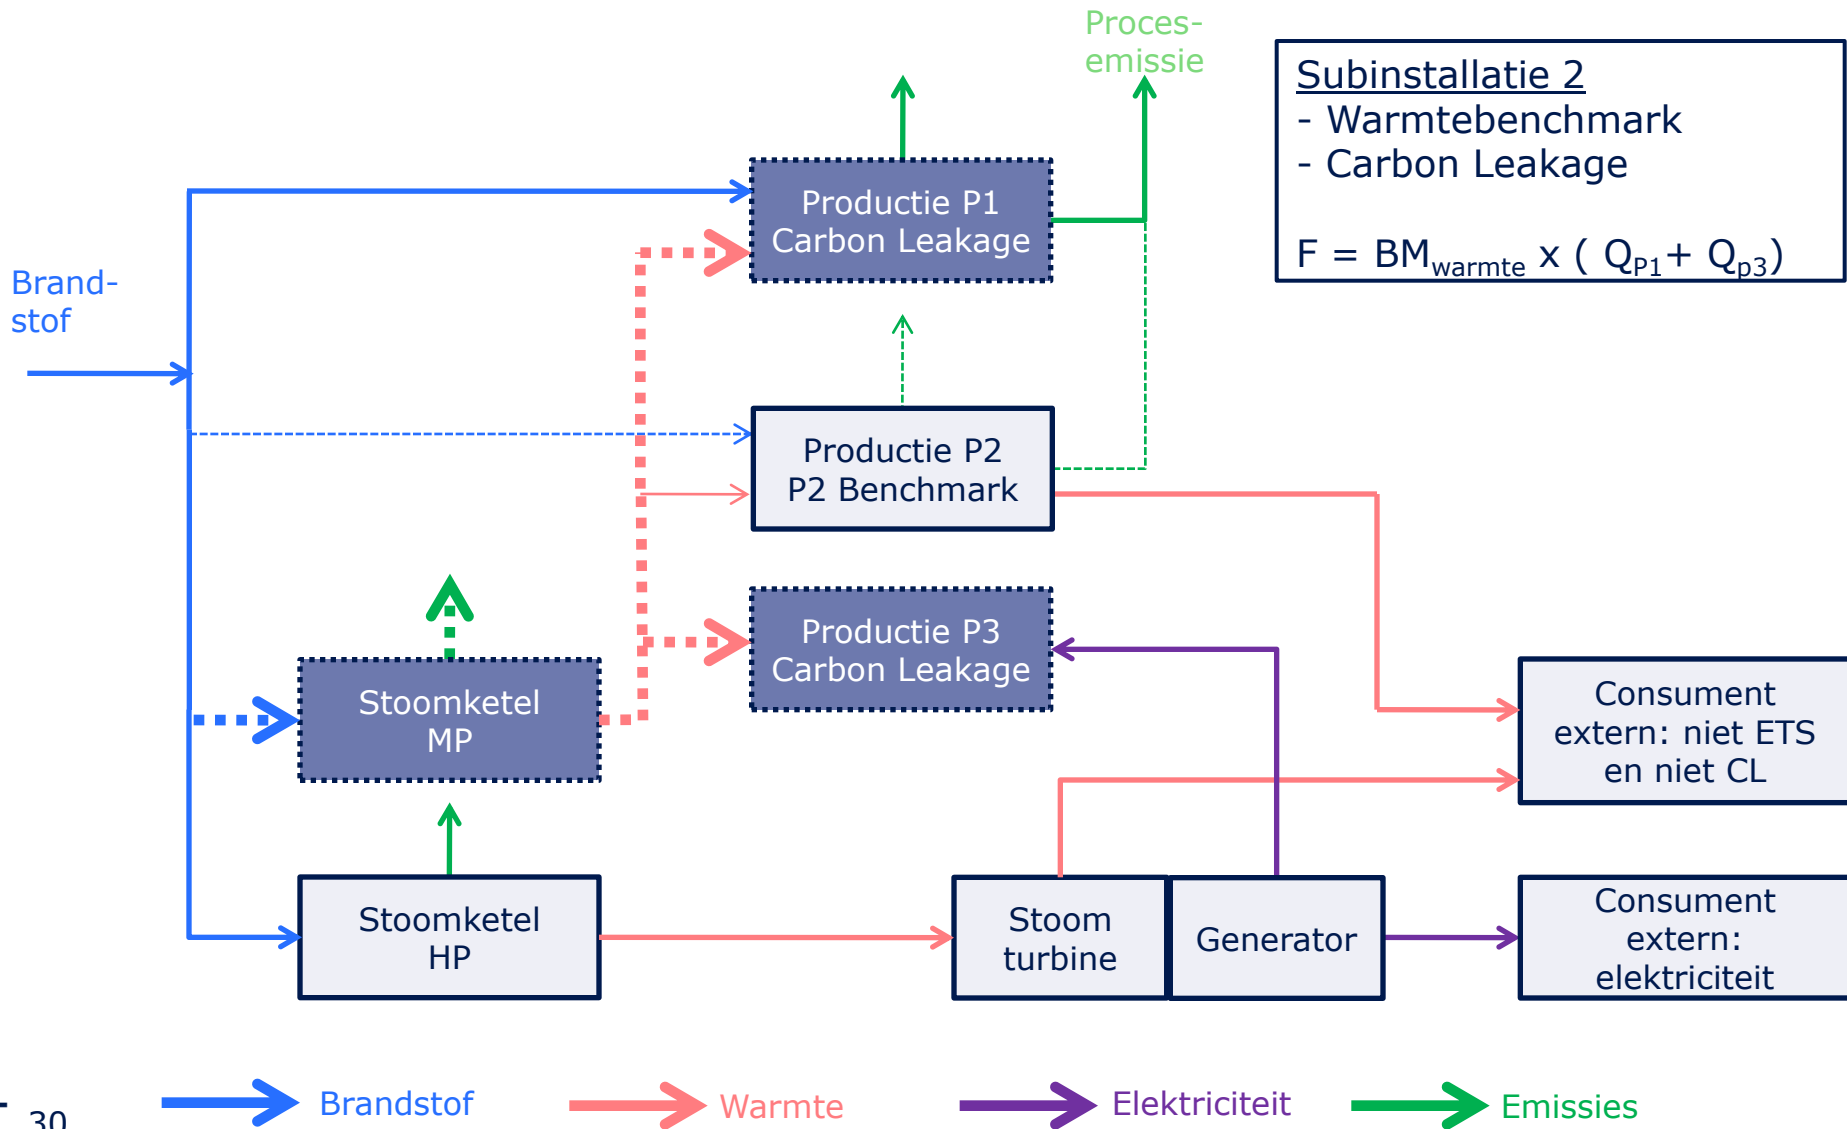 Proces-
emissie
Subinstallatie 2
- Warmtebenchmark
- Carbon Leakage
F = BMwarmte x ( QP1+ Qp3)
Productie P1
Carbon Leakage
Brand-
stof
Productie P2
P2 Benchmark
Productie P3
Carbon Leakage
Stoomketel
MP
Consument
extern: niet ETS
en niet CL
Stoomketel
HP
Stoom
turbine
Generator
Consument
extern:
elektriciteit
Brandstof
Warmte
Elektriciteit
Emissies
30